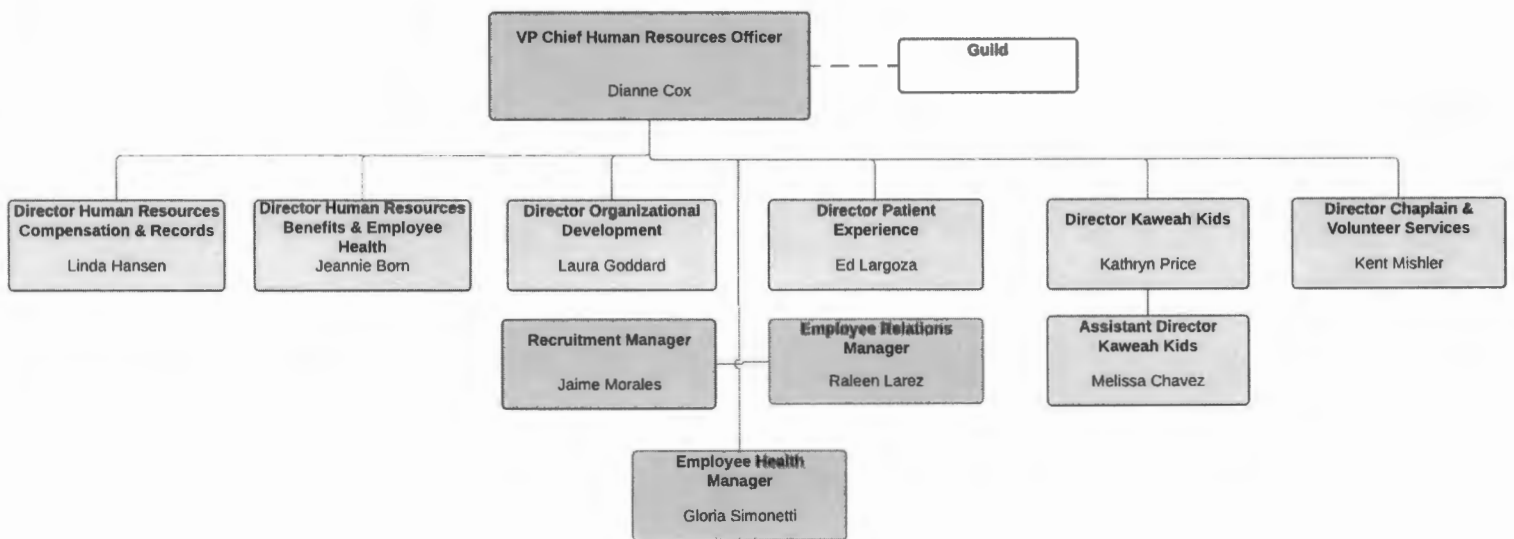 VP Chief Human Resources Officer
Dianne Cox
Guild
Director Human Resources
Compensation & Records
Linda Hansen
Director Human Resources
Benefits & Employee
Health
Jeannie Born
Director Organizational
Development
Laura Goddard
Director Patient
Experience
Ed Largoza
Director Kaweah Kids
Kathryn Price
Director Chaplain &
Volunteer Services
Kent Mishler
Recruitment Manager
Jaime Morales
Employee Relations
Manager
Raleen Larez
Assistant Director
Kaweah Kids
Melissa Chavez
Employee Health
Manager
Gloria Simonetti